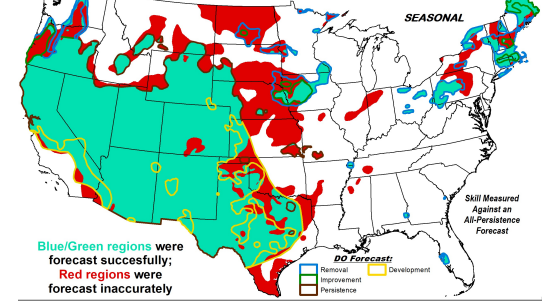 SEASONAL
Skill Measured
Against an
All-Persistence
Forecast
Blue/Green regions were
forecast succesfully;
Red regions were
forecast inaccurately
DO Forecast:
Removal
Development
Improvement
Persistence